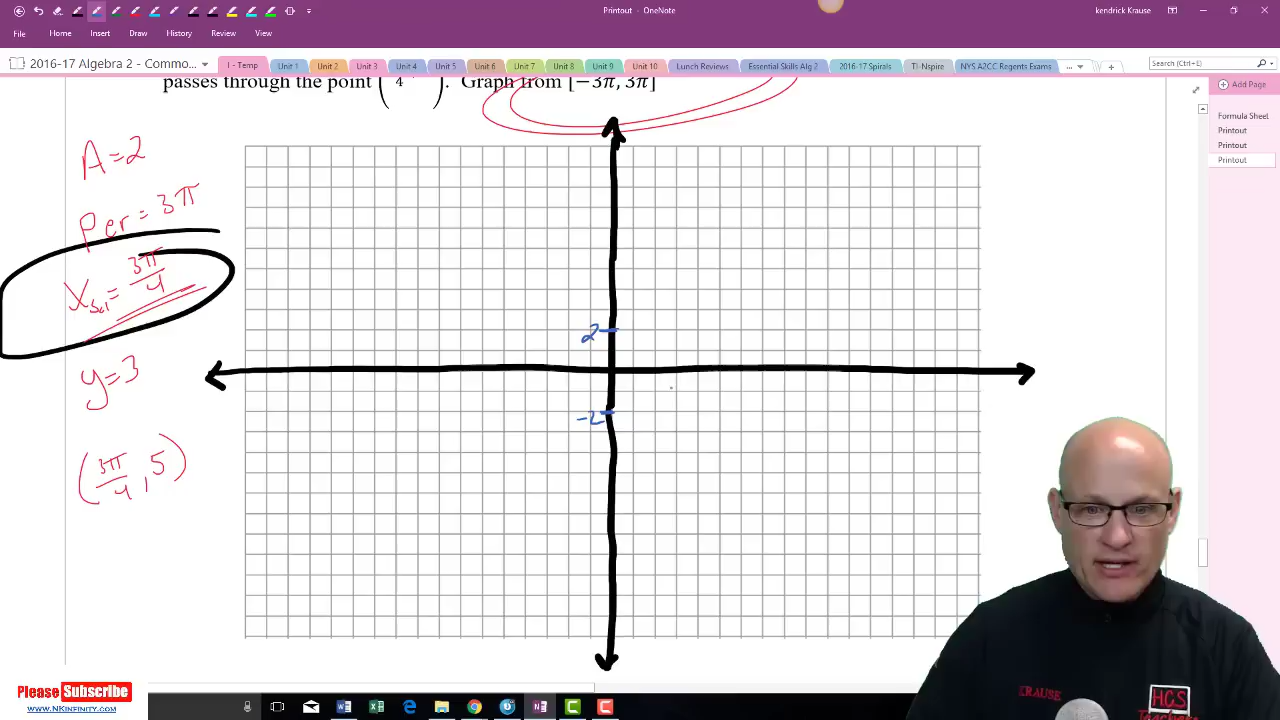 Printout - OneNote
kendrick Krause
File Home Insert Draw History Review View
2016-17 Algebra 2 - Commo...
I - Temp Unit 1 Unit 2 Unit 3 Unit 4 Unit 5 Unit 6 Unit 7 Unit 8 Unit 9 Unit 10 Lunch Reviews Essential Skills Alg 2 2016-17 Spirals TI-Nspire NYS A2CC Regents Exams ...
Search (Ctrl+E)
Add Page
Formula Sheet
Printout
Printout
Printout
passes through the point ( 4 ). Graph from [−3π, 3π]
A=2
Per = 3π
Xscl = 3π/4
y=3
(3π/4, 5)
2
-2
KRAUSE
H.C.S
Teacher
Please Subscribe
www.NKinfinity.com